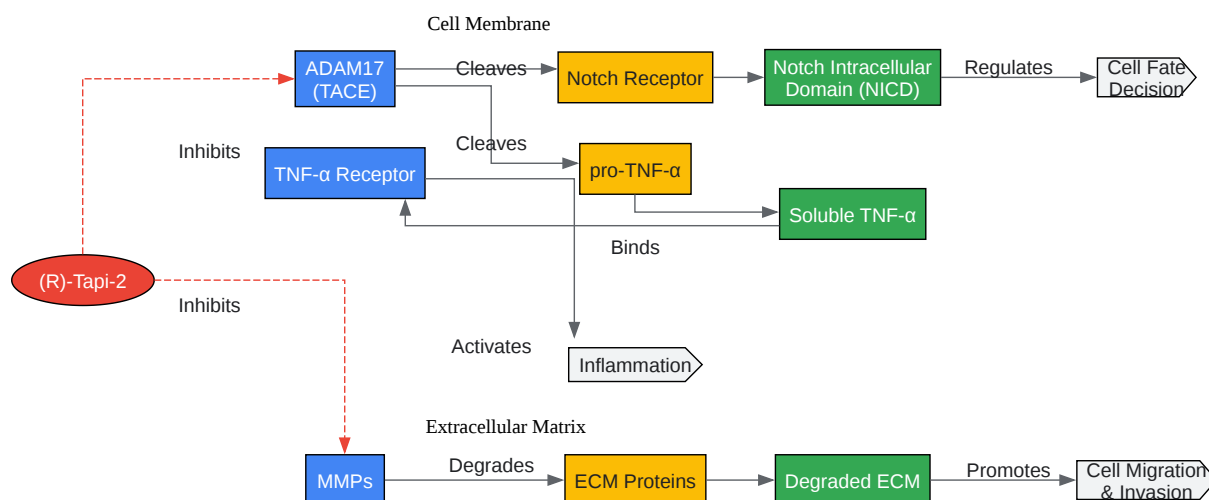 Cell Membrane
ADAM17
(TACE)
Cleaves
Notch Receptor
Notch Intracellular
Domain (NICD)
Regulates
Cell Fate
Decision
Inhibits
Cleaves
TNF-α Receptor
pro-TNF-α
Soluble TNF-α
Binds
(R)-Tapi-2
Inhibits
Activates
Inflammation
Extracellular Matrix
MMPs
Degrades
ECM Proteins
Degraded ECM
Promotes
Cell Migration
& Invasion